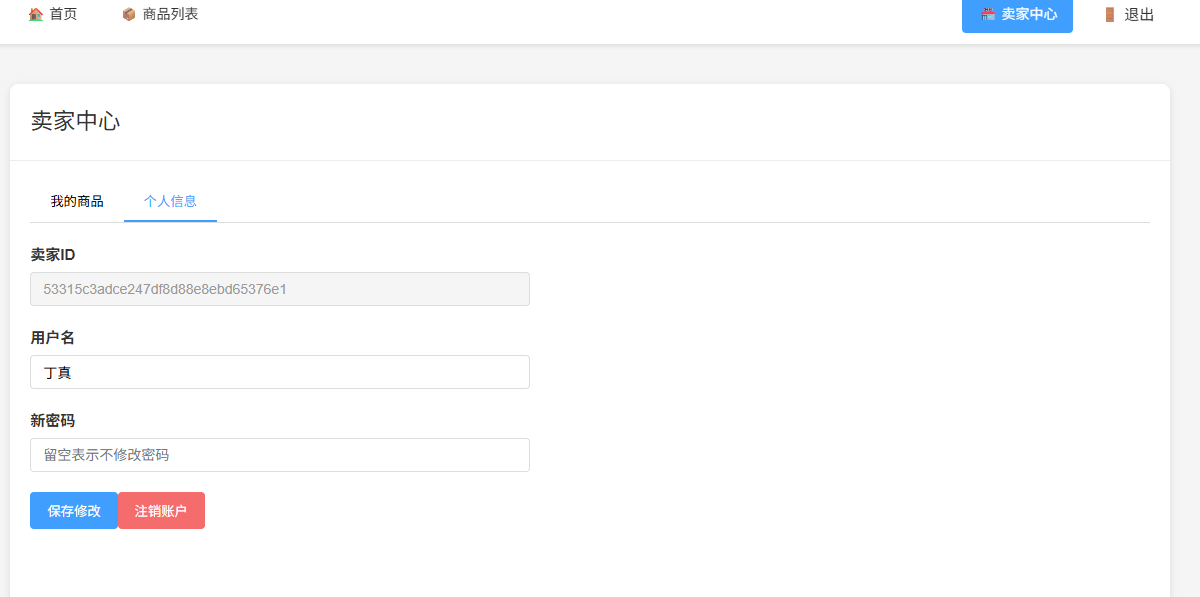 首页 商品列表 卖家中心 退出
卖家中心
我的商品 个人信息
卖家ID
53315c3adce247df8d88e8ebd65376e1
用户名
丁真
新密码
留空表示不修改密码
保存修改 注销账户